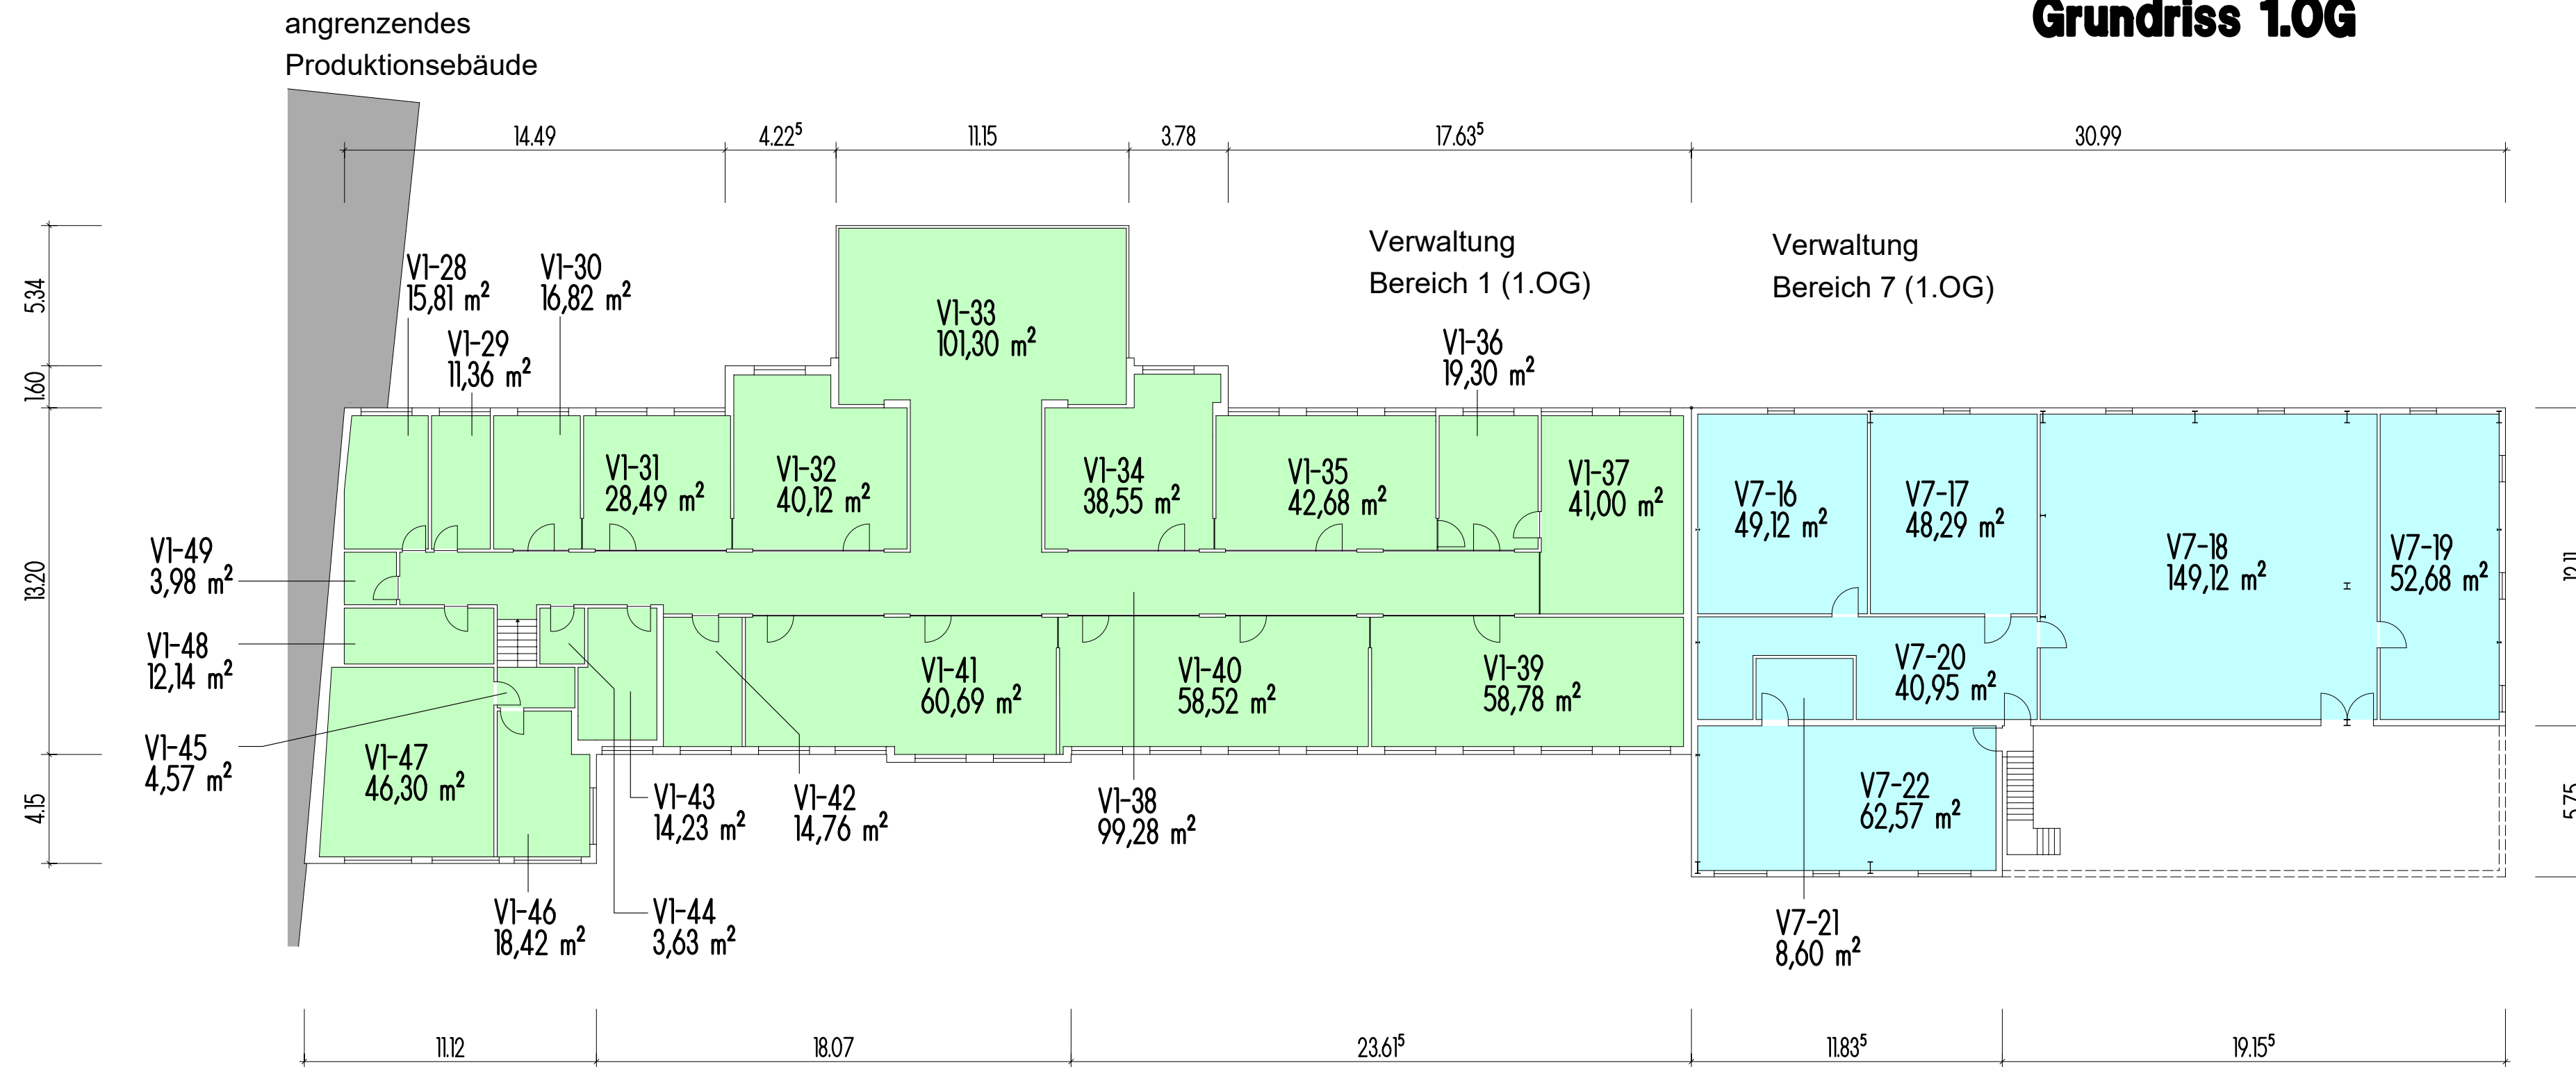 angrenzendes
Produktionsebäude
Grundriss 1.OG
14.49
4.22⁵
11.15
3.78
17.63⁵
30.99
5.34
1.60
13.20
4.15
Verwaltung
Bereich 1 (1.OG)
Verwaltung
Bereich 7 (1.OG)
V1-28
15,81 m²
V1-29
11,36 m²
V1-30
16,82 m²
V1-31
28,49 m²
V1-32
40,12 m²
V1-33
101,30 m²
V1-34
38,55 m²
V1-35
42,68 m²
V1-36
19,30 m²
V1-37
41,00 m²
V7-16
49,12 m²
V7-17
48,29 m²
V7-18
149,12 m²
V7-19
52,68 m²
12.11
V1-49
3,98 m²
V1-48
12,14 m²
V1-45
4,57 m²
V1-47
46,30 m²
V1-46
18,42 m²
V1-44
3,63 m²
V1-43
14,23 m²
V1-42
14,76 m²
V1-41
60,69 m²
V1-38
99,28 m²
V1-40
58,52 m²
V1-39
58,78 m²
V7-20
40,95 m²
V7-22
62,57 m²
V7-21
8,60 m²
5.75
11.12
18.07
23.61⁵
11.83⁵
19.15⁵